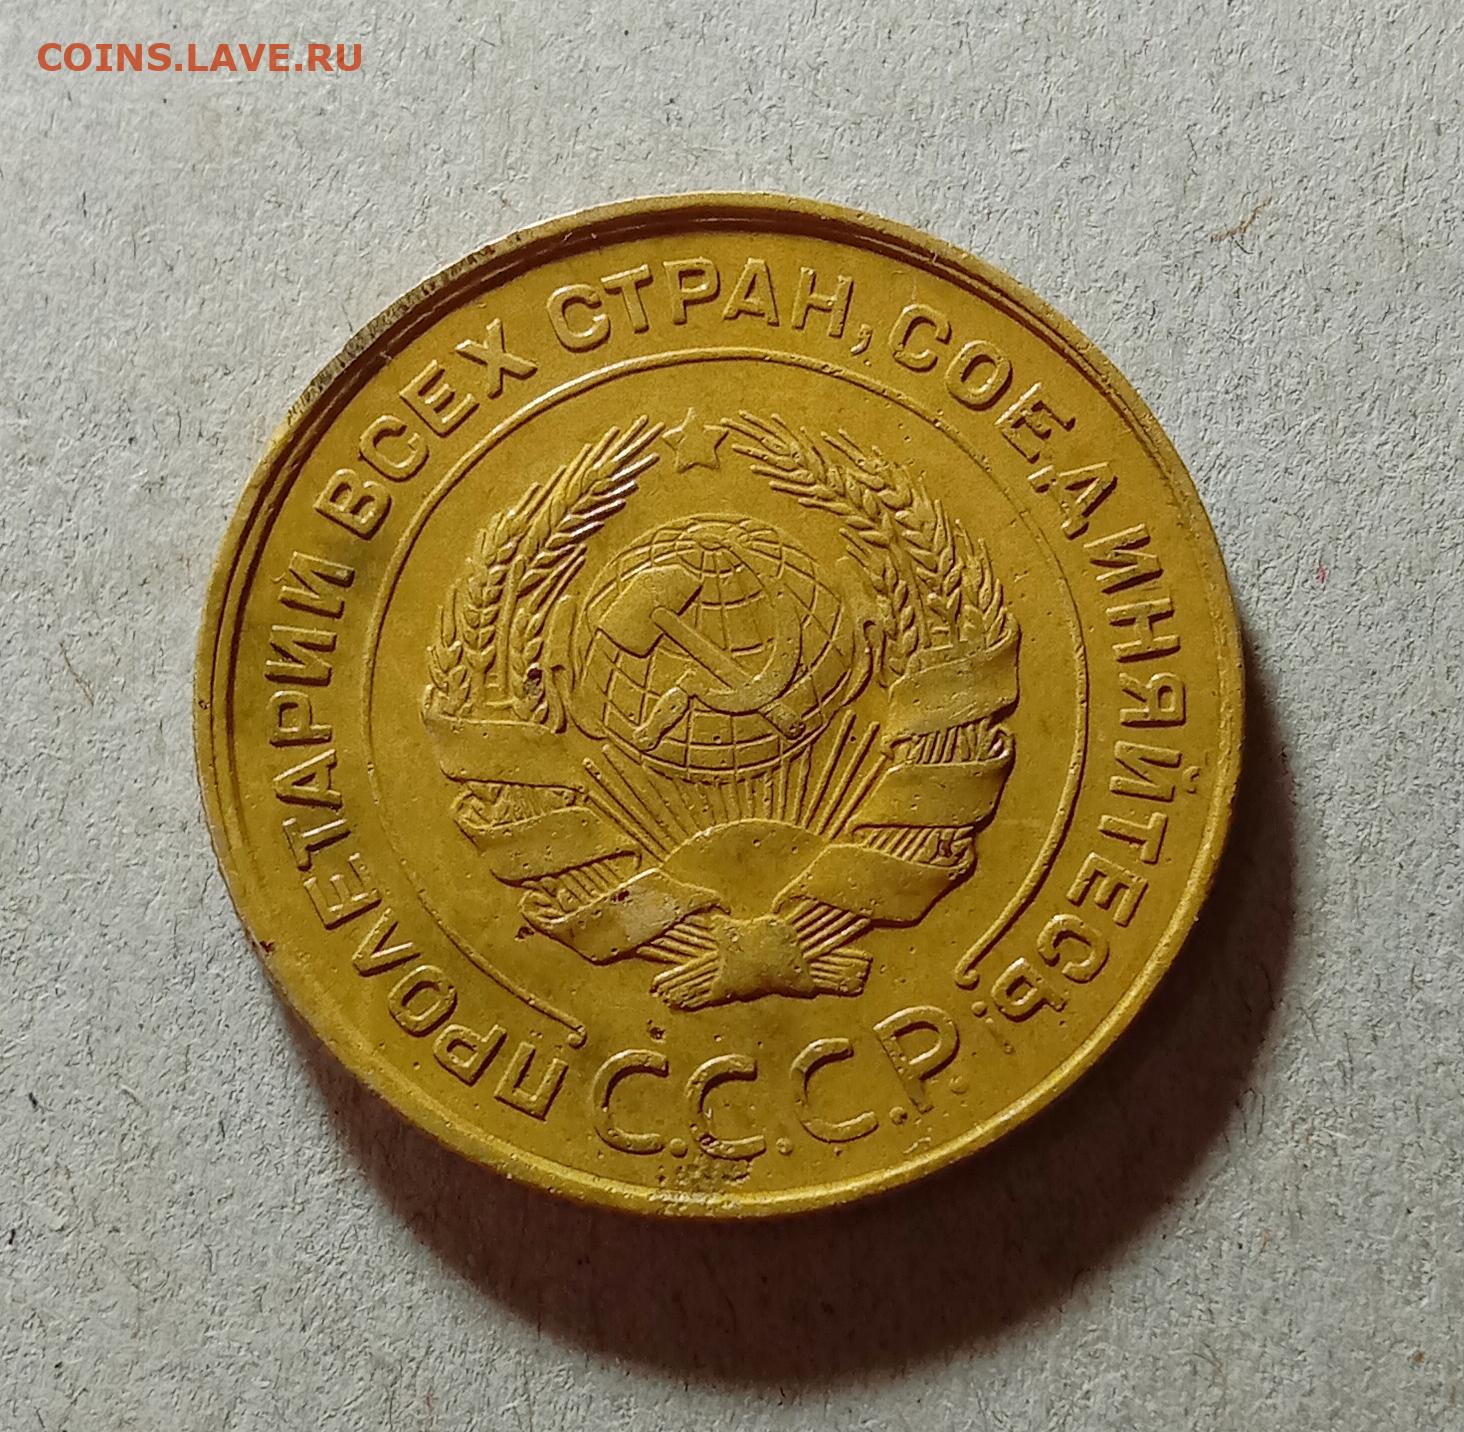 COINS.LAVE.RU
ПРОЛЕТАРИИ ВСЕХ СТРАН, СОЕДИНЯЙТЕСЬ!
С.С.С.Р.